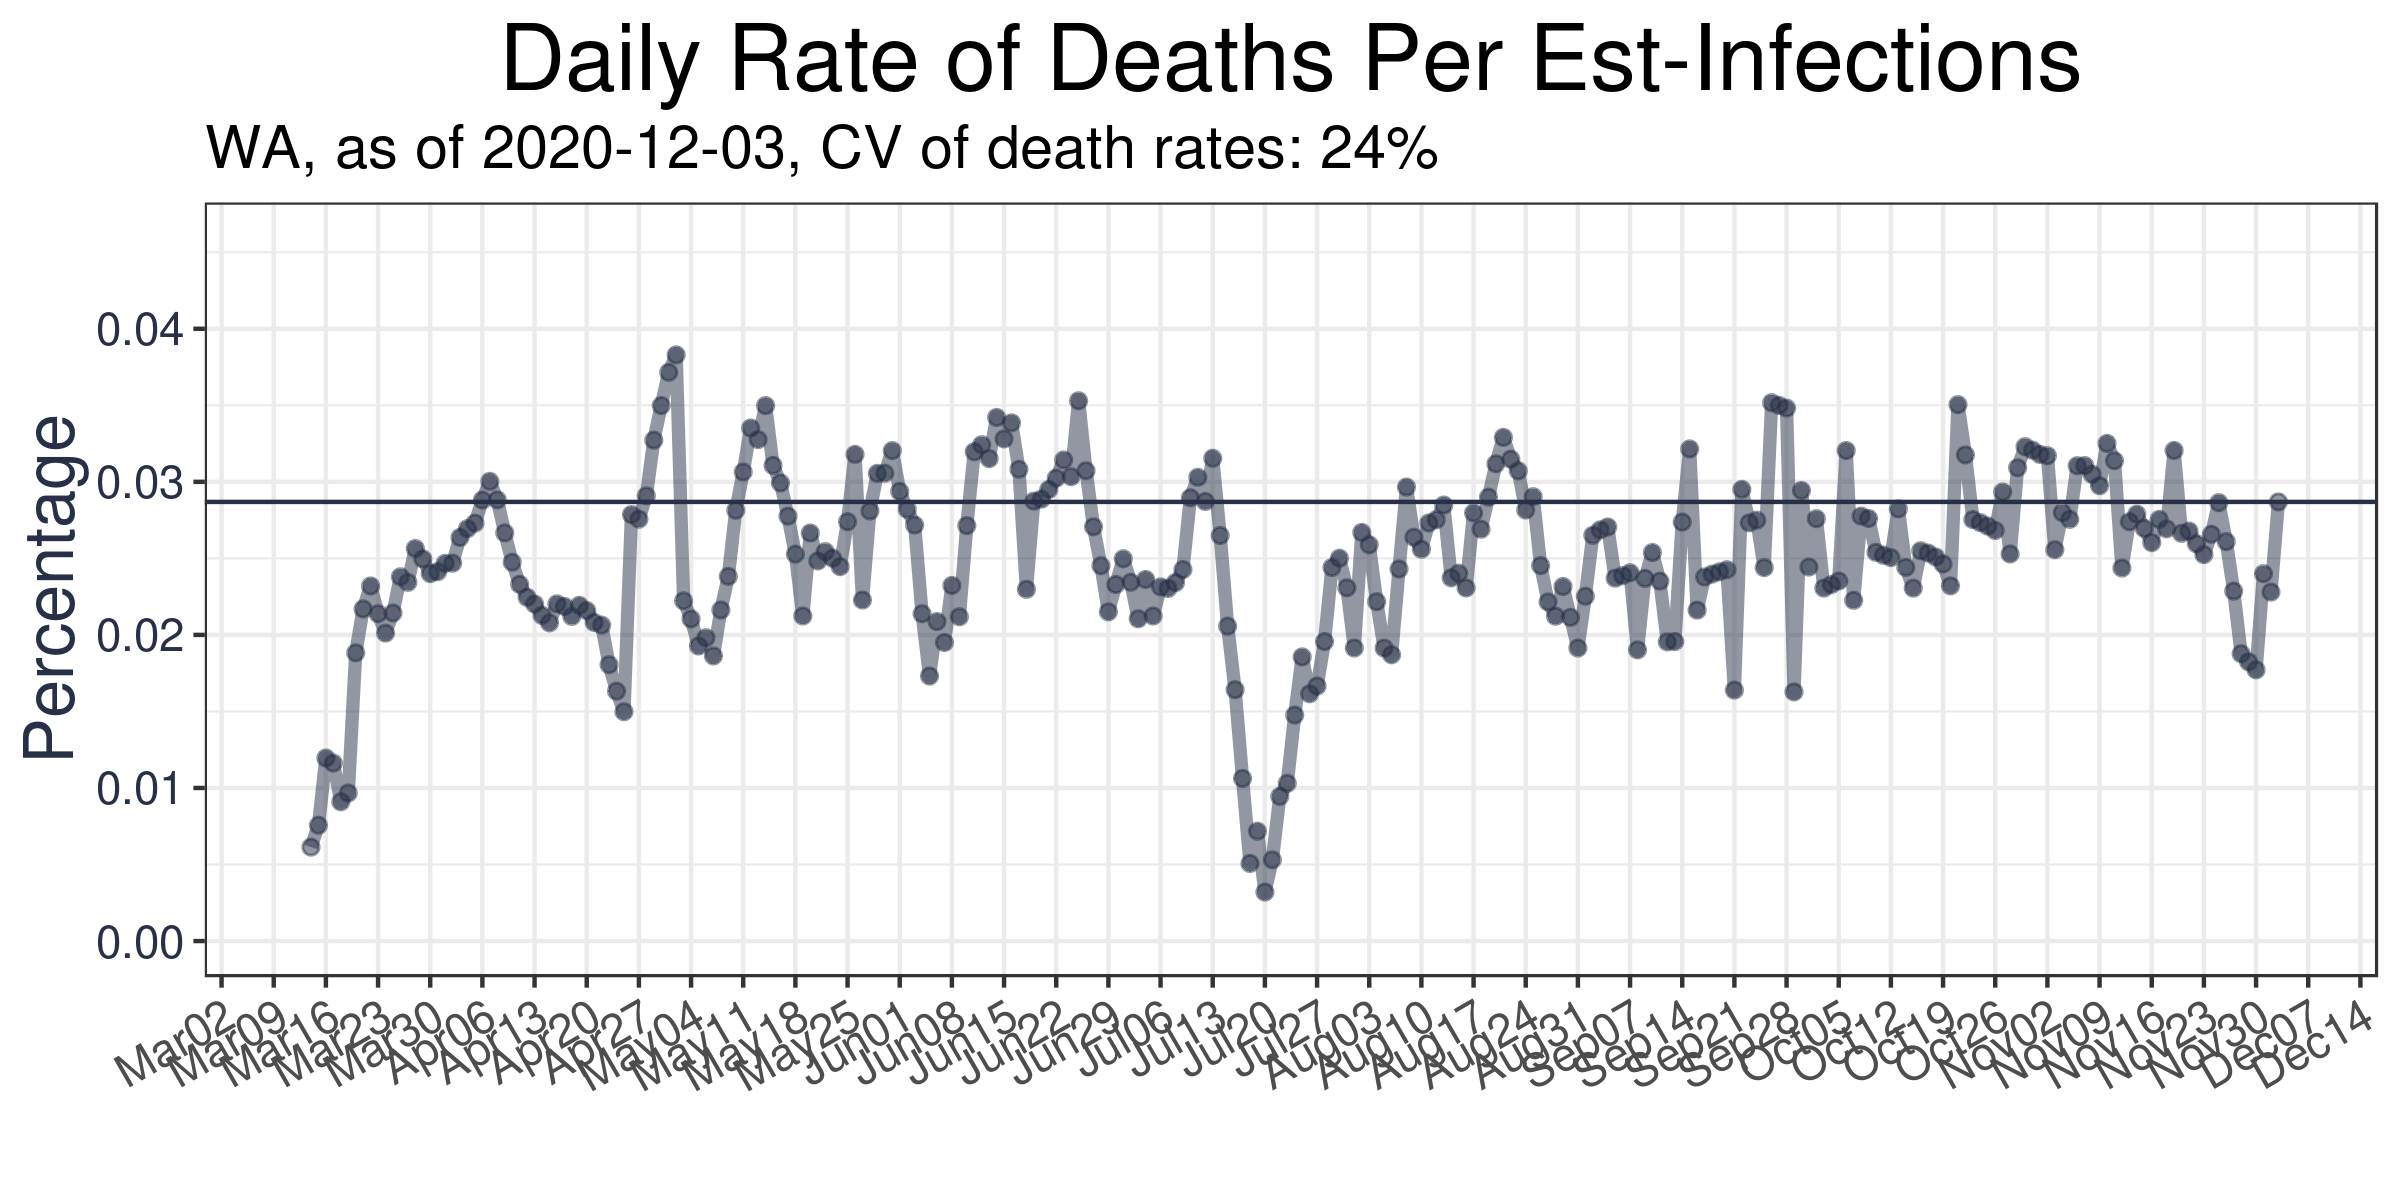 Daily Rate of Deaths Per Est-Infections
WA, as of 2020-12-03, CV of death rates: 24%
Percentage
0.04
0.03
0.02
0.01
0.00
Mar02
Mar09
Mar16
Mar23
Mar30
Apr06
Apr13
Apr20
Apr27
May04
May11
May18
May25
Jun01
Jun08
Jun15
Jun22
Jun29
Jul06
Jul13
Jul20
Jul27
Aug03
Aug10
Aug17
Aug24
Aug31
Sep07
Sep14
Sep21
Sep28
Oct05
Oct12
Oct19
Oct26
Nov02
Nov09
Nov16
Nov23
Nov30
Dec07
Dec14